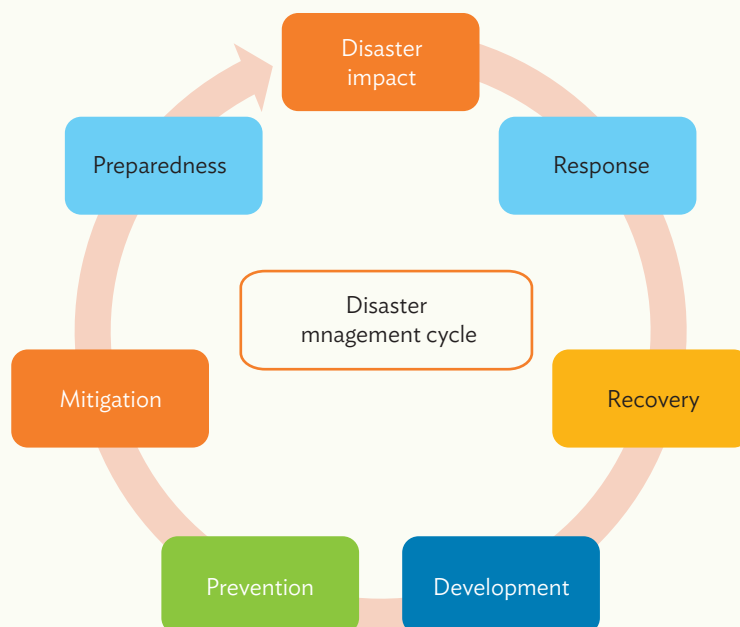 Disaster
impact
Preparedness
Response
Disaster
mnagement cycle
Mitigation
Recovery
Prevention
Development